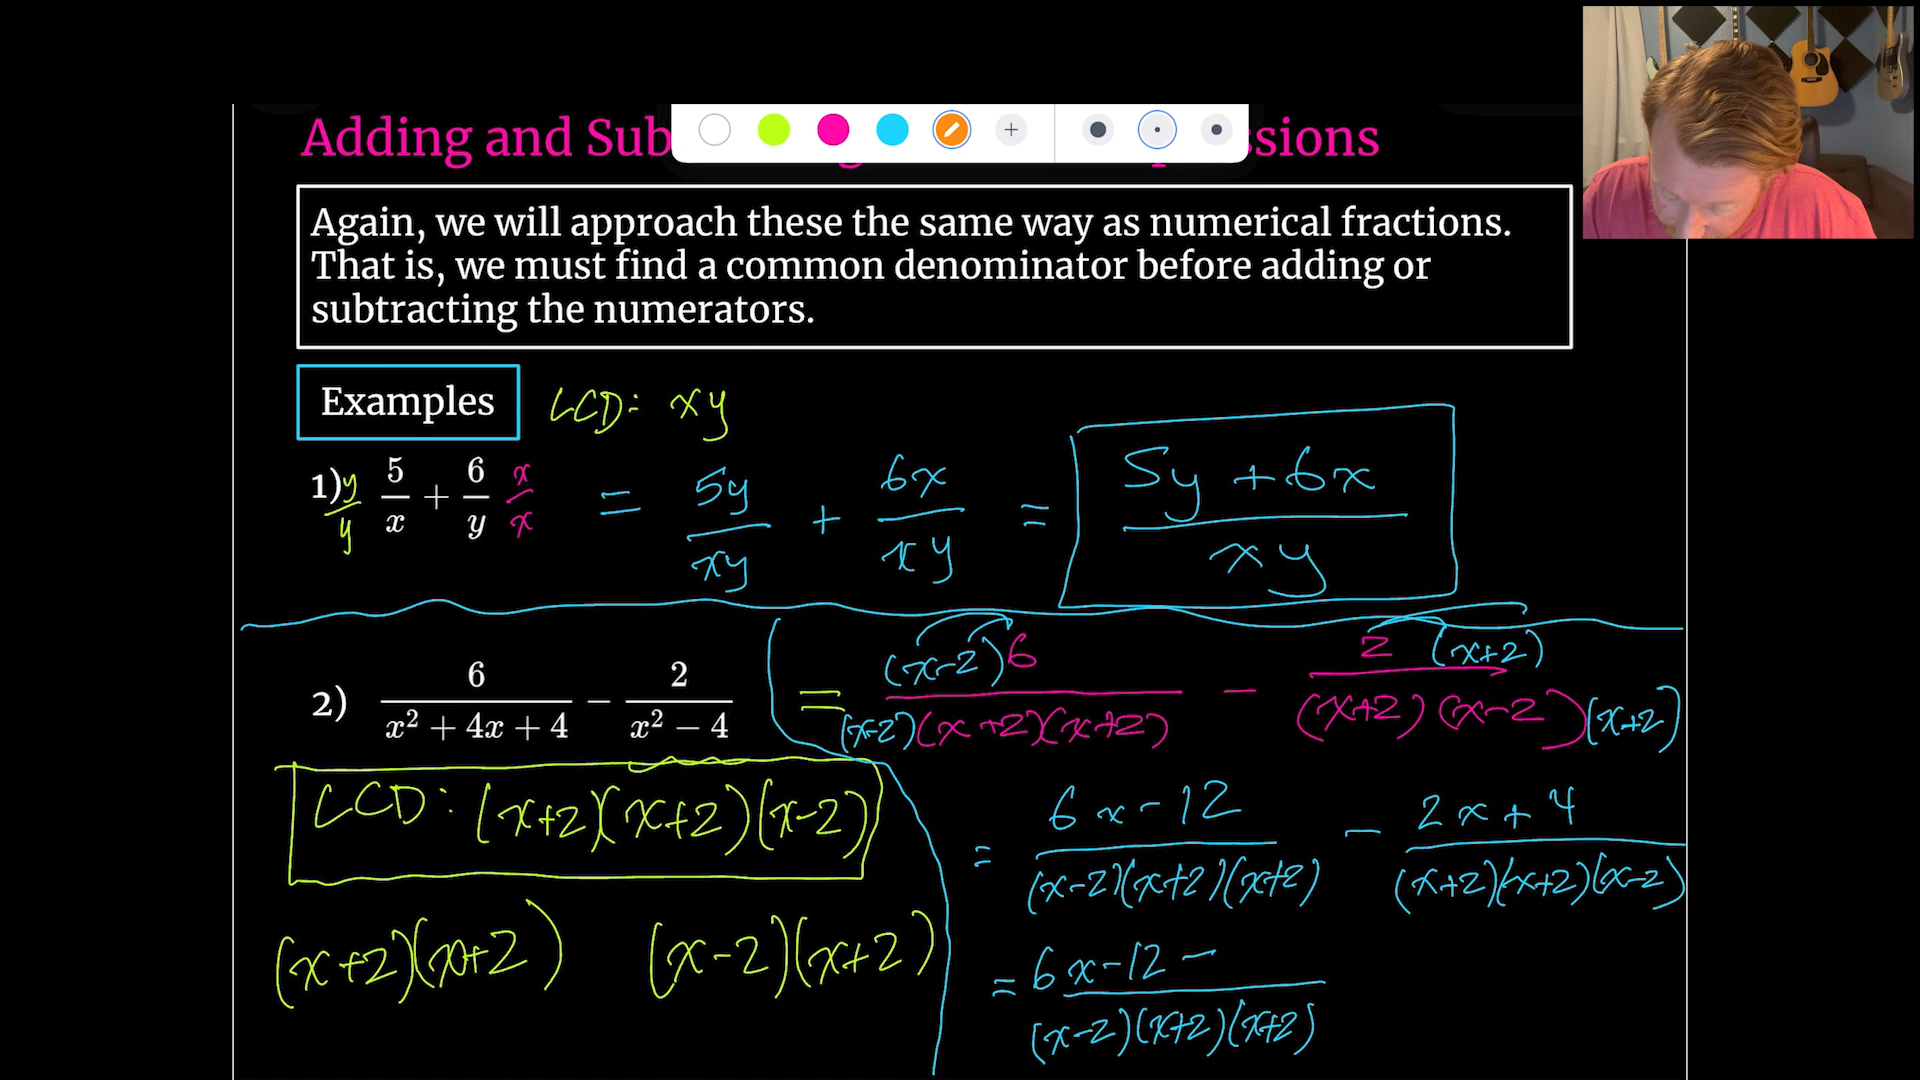 Adding and Sub ssions
Again, we will approach these the same way as numerical fractions.
That is, we must find a common denominator before adding or
subtracting the numerators.
Examples LCD: xy
1) y/y 5/x + 6/y x/x = 5y/xy + 6x/xy = 5y + 6x/xy
2) 6/x² + 4x + 4 − 2/x² − 4 = (x-2)6/(x-2)(x+2)(x+2) − 2(x+2)/(x+2)(x-2)(x+2)
LCD: (x+2)(x+2)(x-2)
(x+2)(x+2) (x-2)(x+2)
= 6x-12/(x-2)(x+2)(x+2) − 2x+4/(x+2)(x+2)(x-2)
= 6x-12 −/(x-2)(x+2)(x+2)